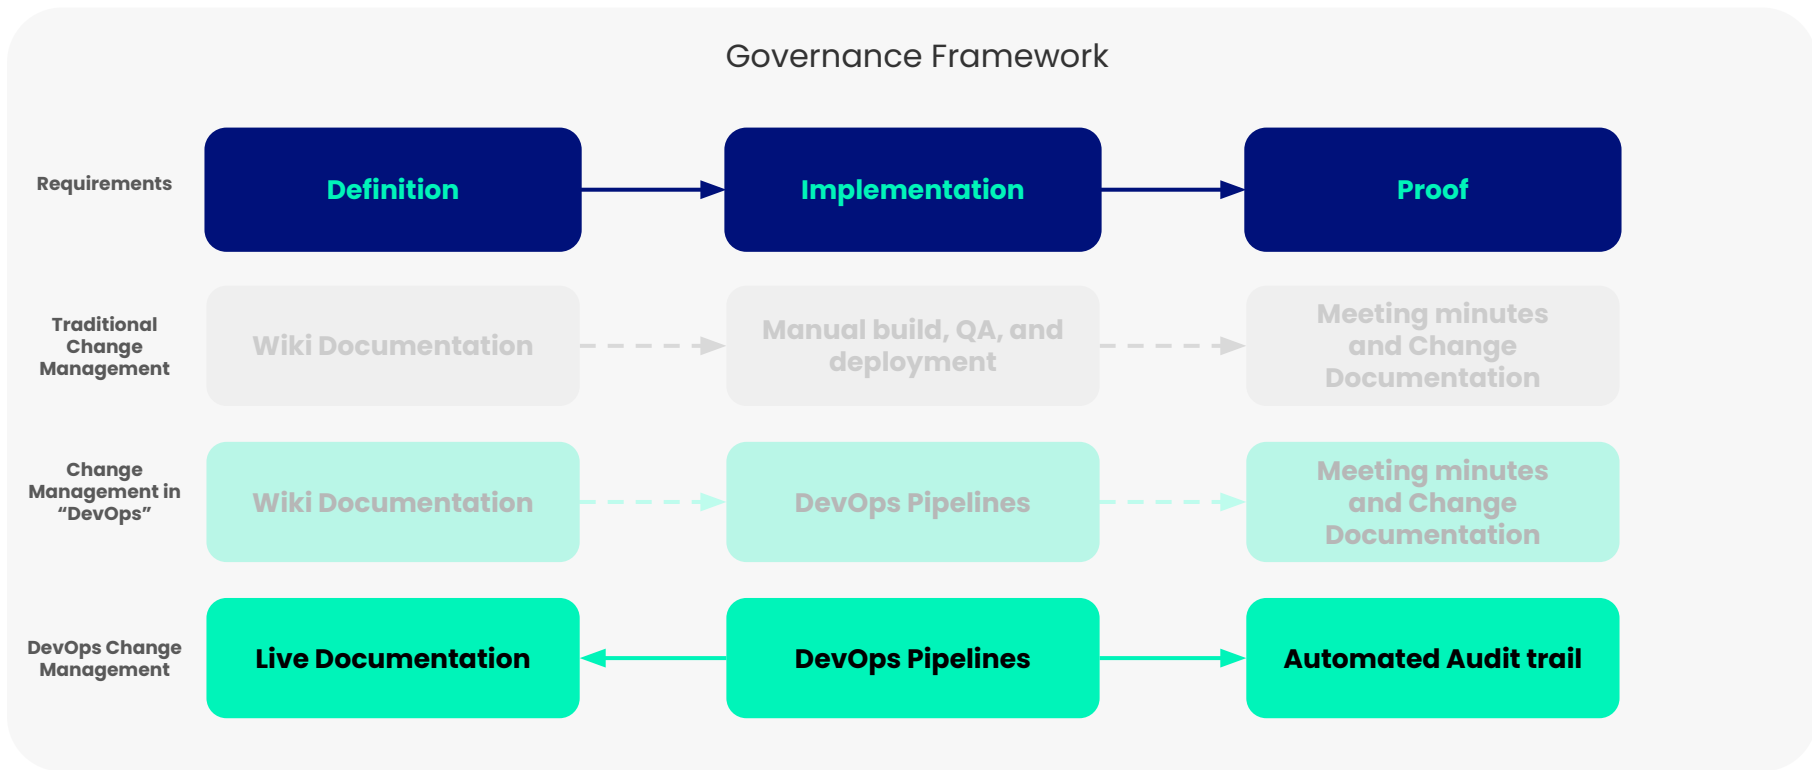 Governance Framework
Requirements
Definition
Implementation
Proof
Traditional
Change
Management
Wiki Documentation
Manual build, QA, and
deployment
Meeting minutes
and Change
Documentation
Change
Management in
“DevOps”
Wiki Documentation
DevOps Pipelines
Meeting minutes
and Change
Documentation
DevOps Change
Management
Live Documentation
DevOps Pipelines
Automated Audit trail